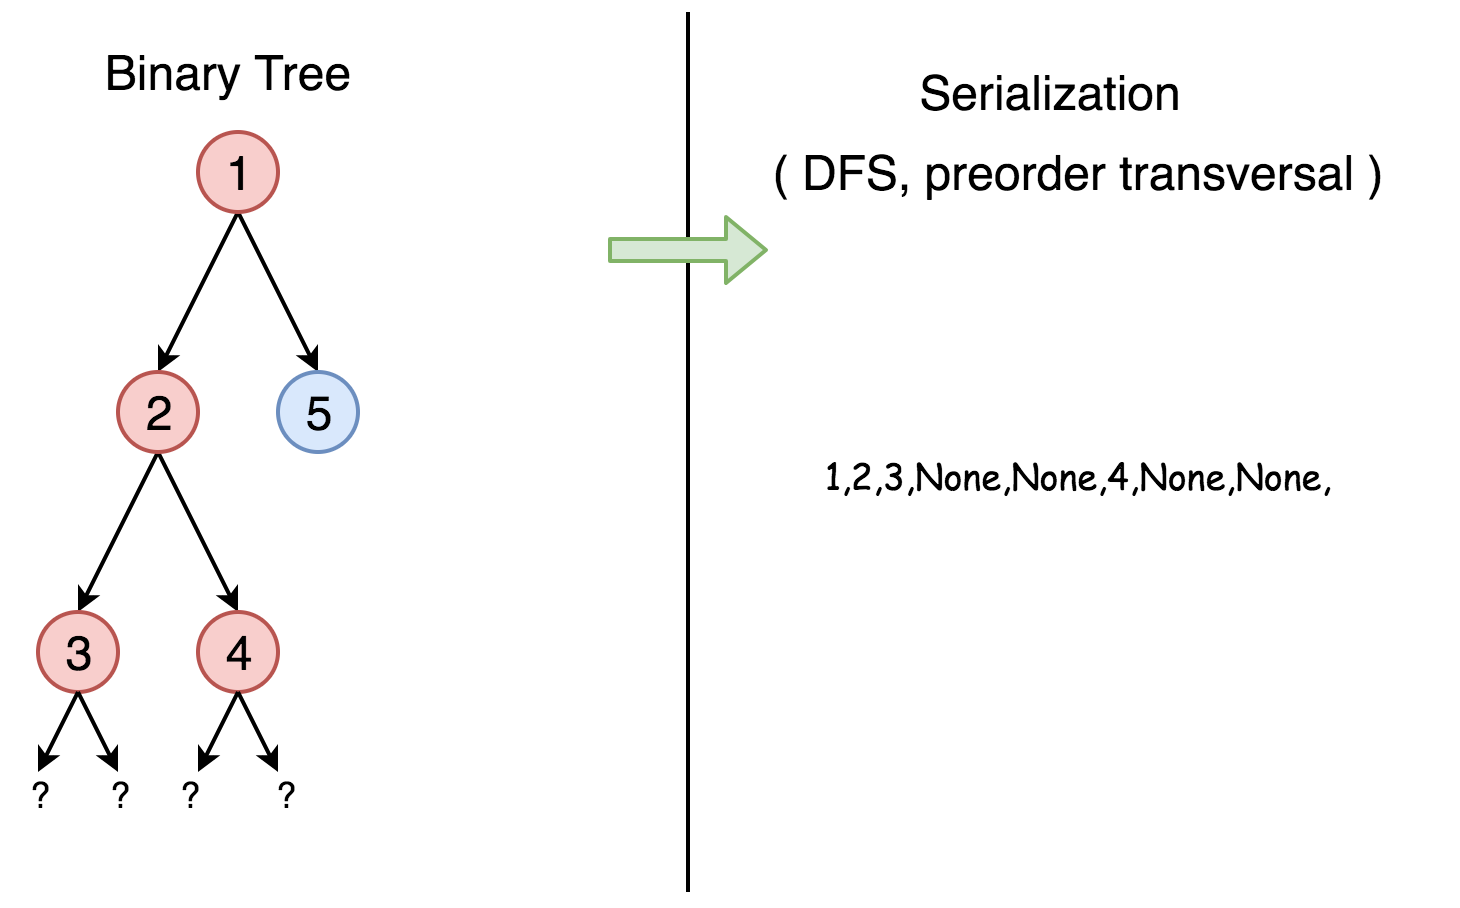 Binary Tree
1
2
5
3
4
? ? ? ?
Serialization
( DFS, preorder transversal )
1,2,3,None,None,4,None,None,